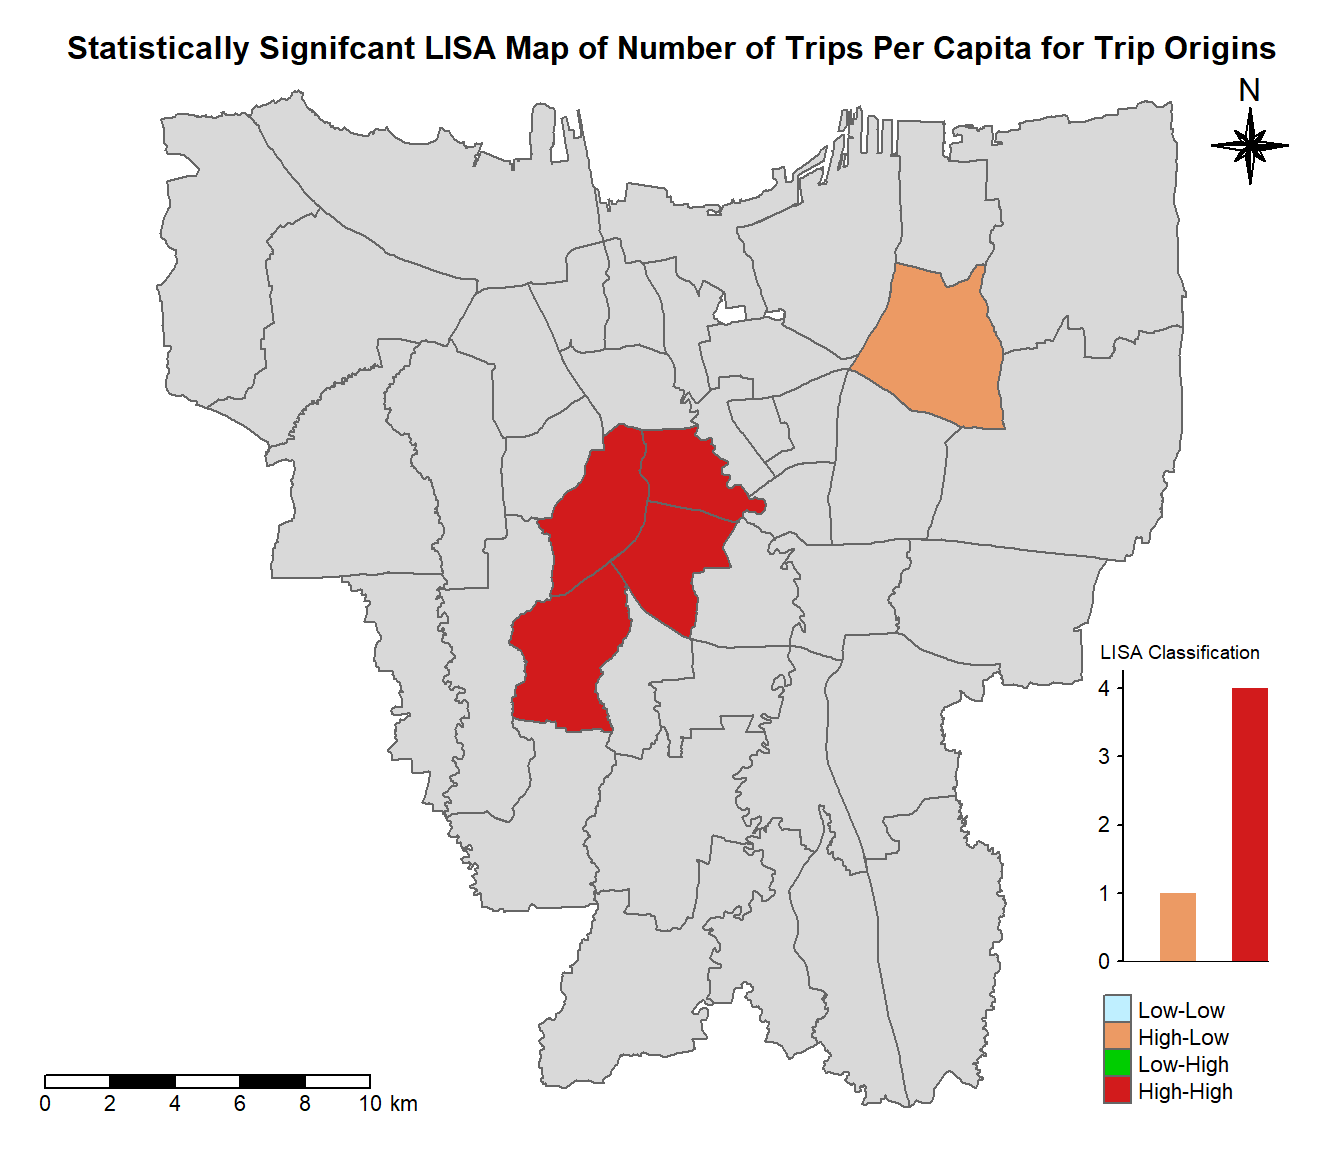 Statistically Signifcant LISA Map of Number of Trips Per Capita for Trip Origins
N
LISA Classification
4
3
2
1
0
Low-Low
High-Low
Low-High
High-High
0 2 4 6 8 10 km